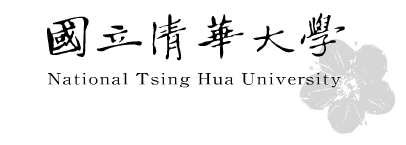 國立清華大學
National Tsing Hua University